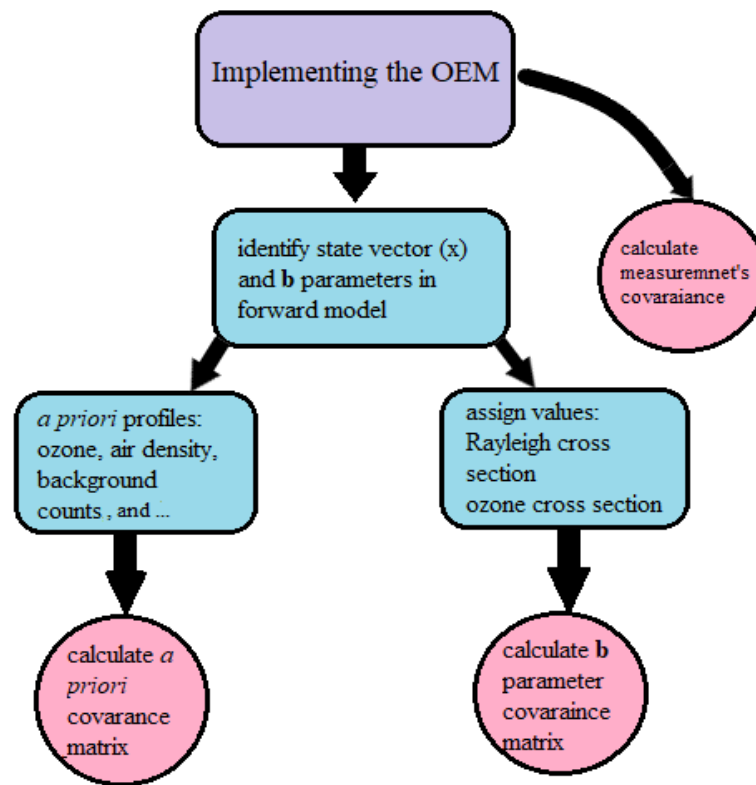 Implementing the OEM
identify state vector (x)
and b parameters in
forward model
calculate
measuremnet's
covaraiance
a priori profiles:
ozone, air density,
background
counts , and ...
assign values:
Rayleigh cross
section
ozone cross section
calculate a
priori
covarance
matrix
calculate b
parameter
covaraince
matrix